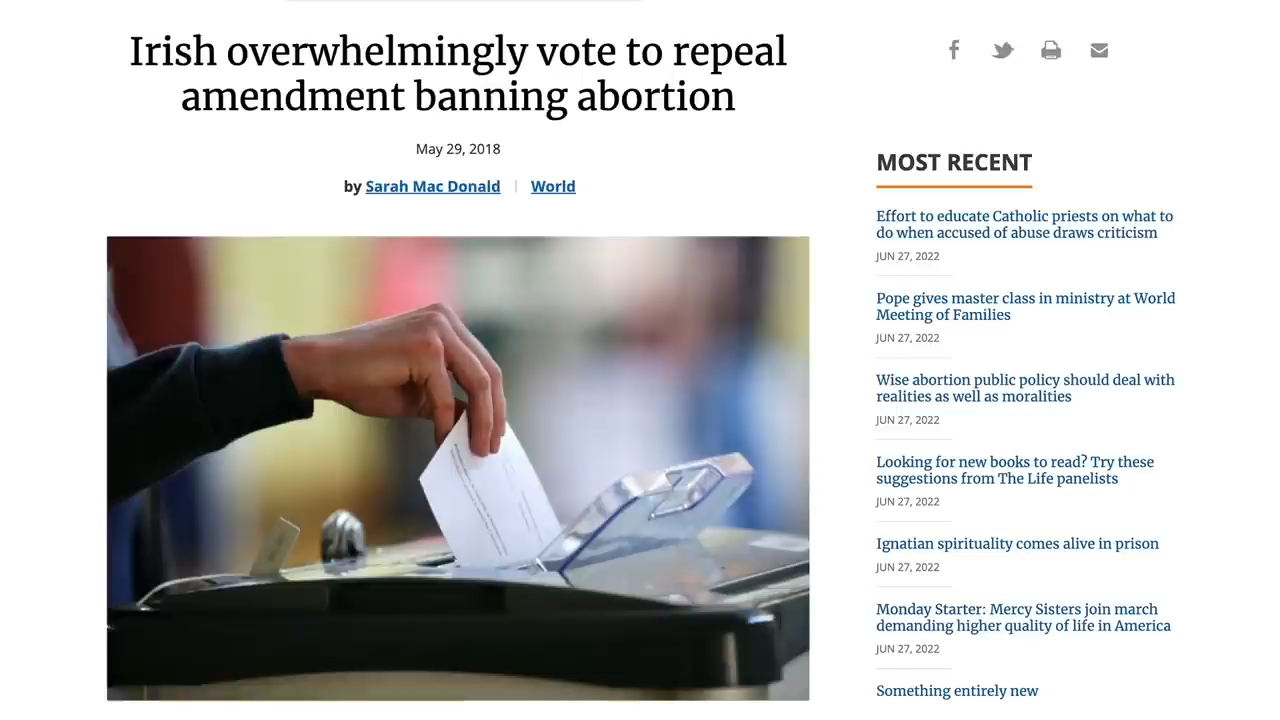 Irish overwhelmingly vote to repeal
amendment banning abortion
May 29, 2018
by Sarah Mac Donald | World
MOST RECENT
Effort to educate Catholic priests on what to
do when accused of abuse draws criticism
JUN 27, 2022
Pope gives master class in ministry at World
Meeting of Families
JUN 27, 2022
Wise abortion public policy should deal with
realities as well as moralities
JUN 27, 2022
Looking for new books to read? Try these
suggestions from The Life panelists
JUN 27, 2022
Ignatian spirituality comes alive in prison
JUN 27, 2022
Monday Starter: Mercy Sisters join march
demanding higher quality of life in America
JUN 27, 2022
Something entirely new